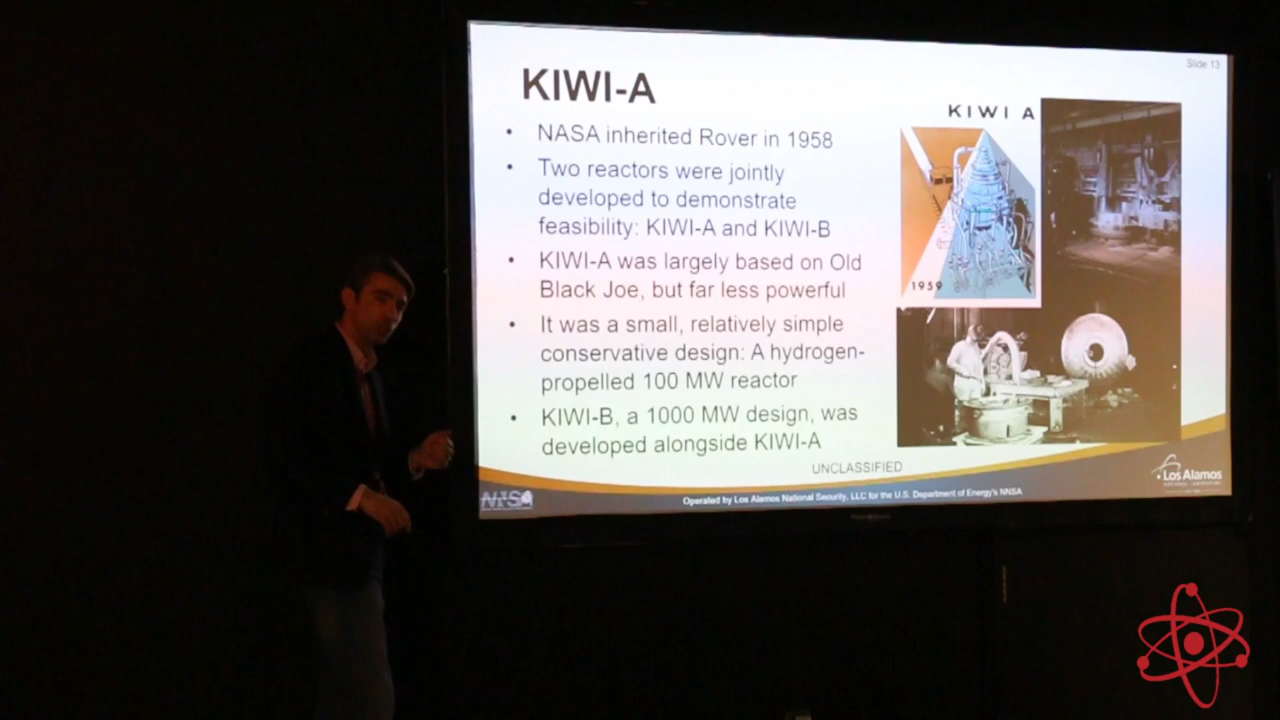 Slide 13
KIWI-A
• NASA inherited Rover in 1958
• Two reactors were jointly
developed to demonstrate
feasibility: KIWI-A and KIWI-B
• KIWI-A was largely based on Old
Black Joe, but far less powerful
• It was a small, relatively simple
conservative design: A hydrogen-
propelled 100 MW reactor
• KIWI-B, a 1000 MW design, was
developed alongside KIWI-A
KIWI A
1959
UNCLASSIFIED
NNSA
Operated by Los Alamos National Security, LLC for the U.S. Department of Energy's NNSA
Los Alamos
NATIONAL LABORATORY